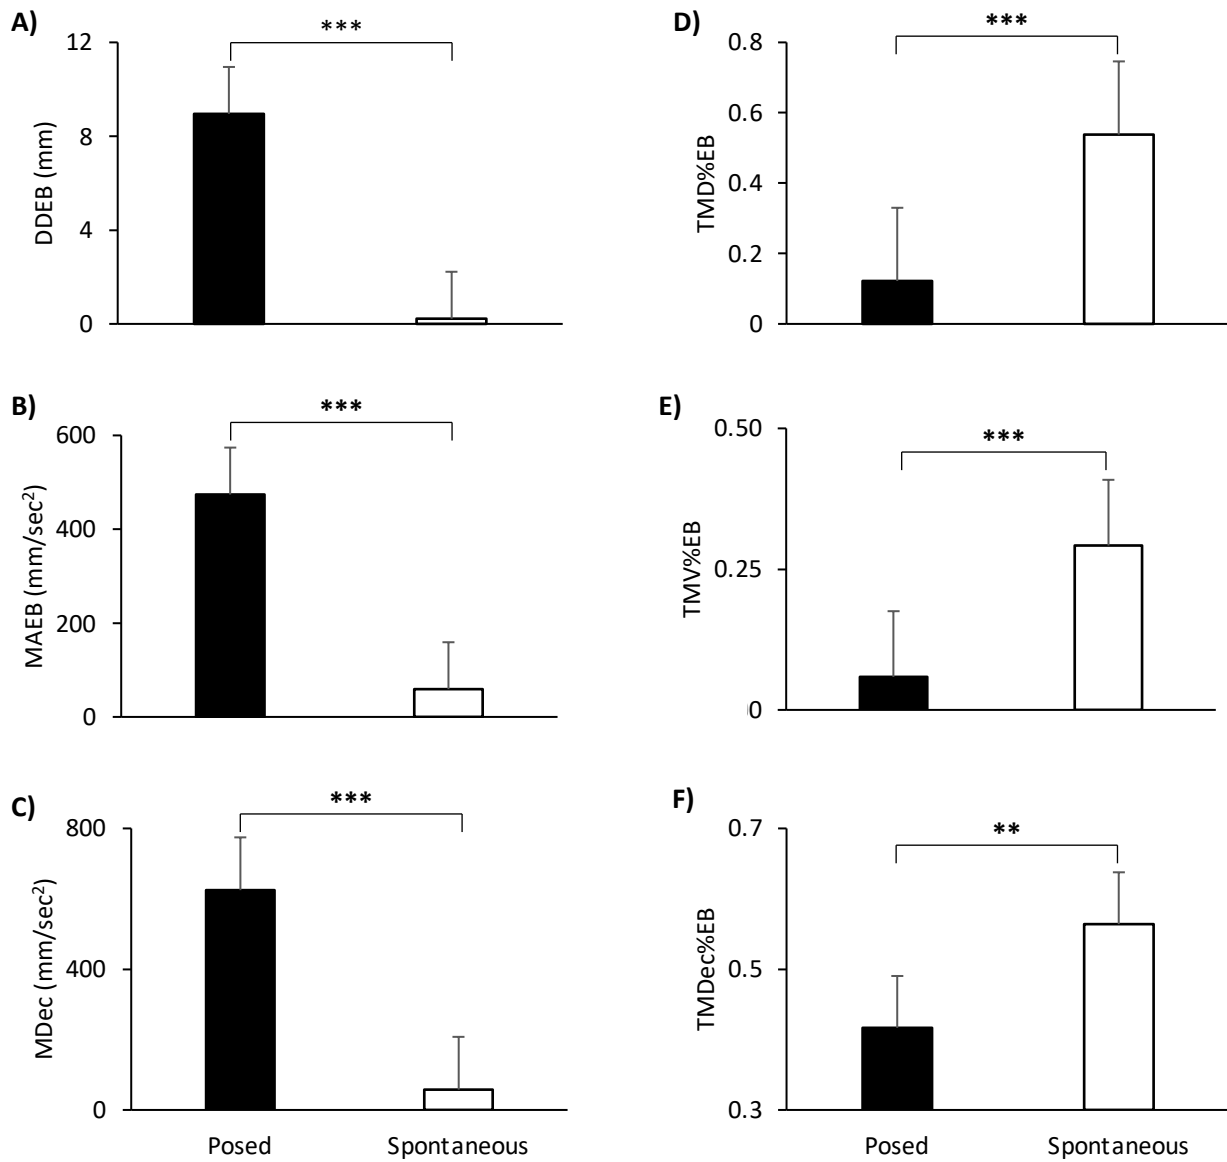 A)
***
12
8
4
0
DDEB (mm)
B)
***
600
400
200
0
MAEB (mm/sec²)
C)
***
800
400
0
MDec (mm/sec²)
Posed Spontaneous
D)
***
0.8
0.6
0.4
0.2
0
TMD%EB
E)
***
0.50
0.25
0
TMV%EB
F)
**
0.7
0.5
0.3
TMDec%EB
Posed Spontaneous